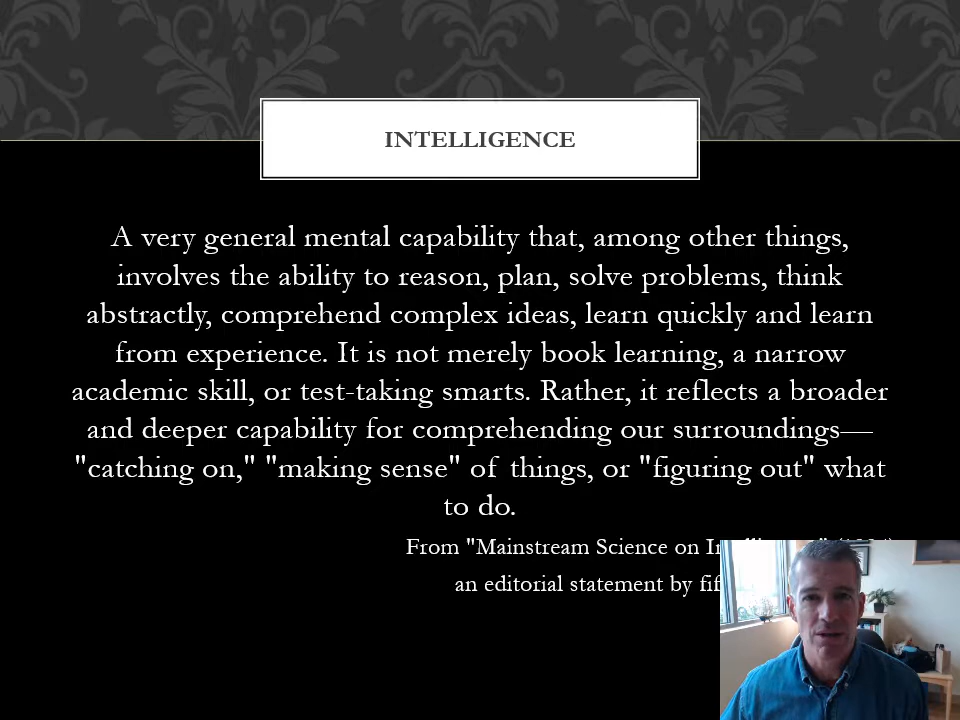 INTELLIGENCE
A very general mental capability that, among other things,
involves the ability to reason, plan, solve problems, think
abstractly, comprehend complex ideas, learn quickly and learn
from experience. It is not merely book learning, a narrow
academic skill, or test-taking smarts. Rather, it reflects a broader
and deeper capability for comprehending our surroundings—
"catching on," "making sense" of things, or "figuring out" what
to do.
From "Mainstream Science on
an editorial statement by